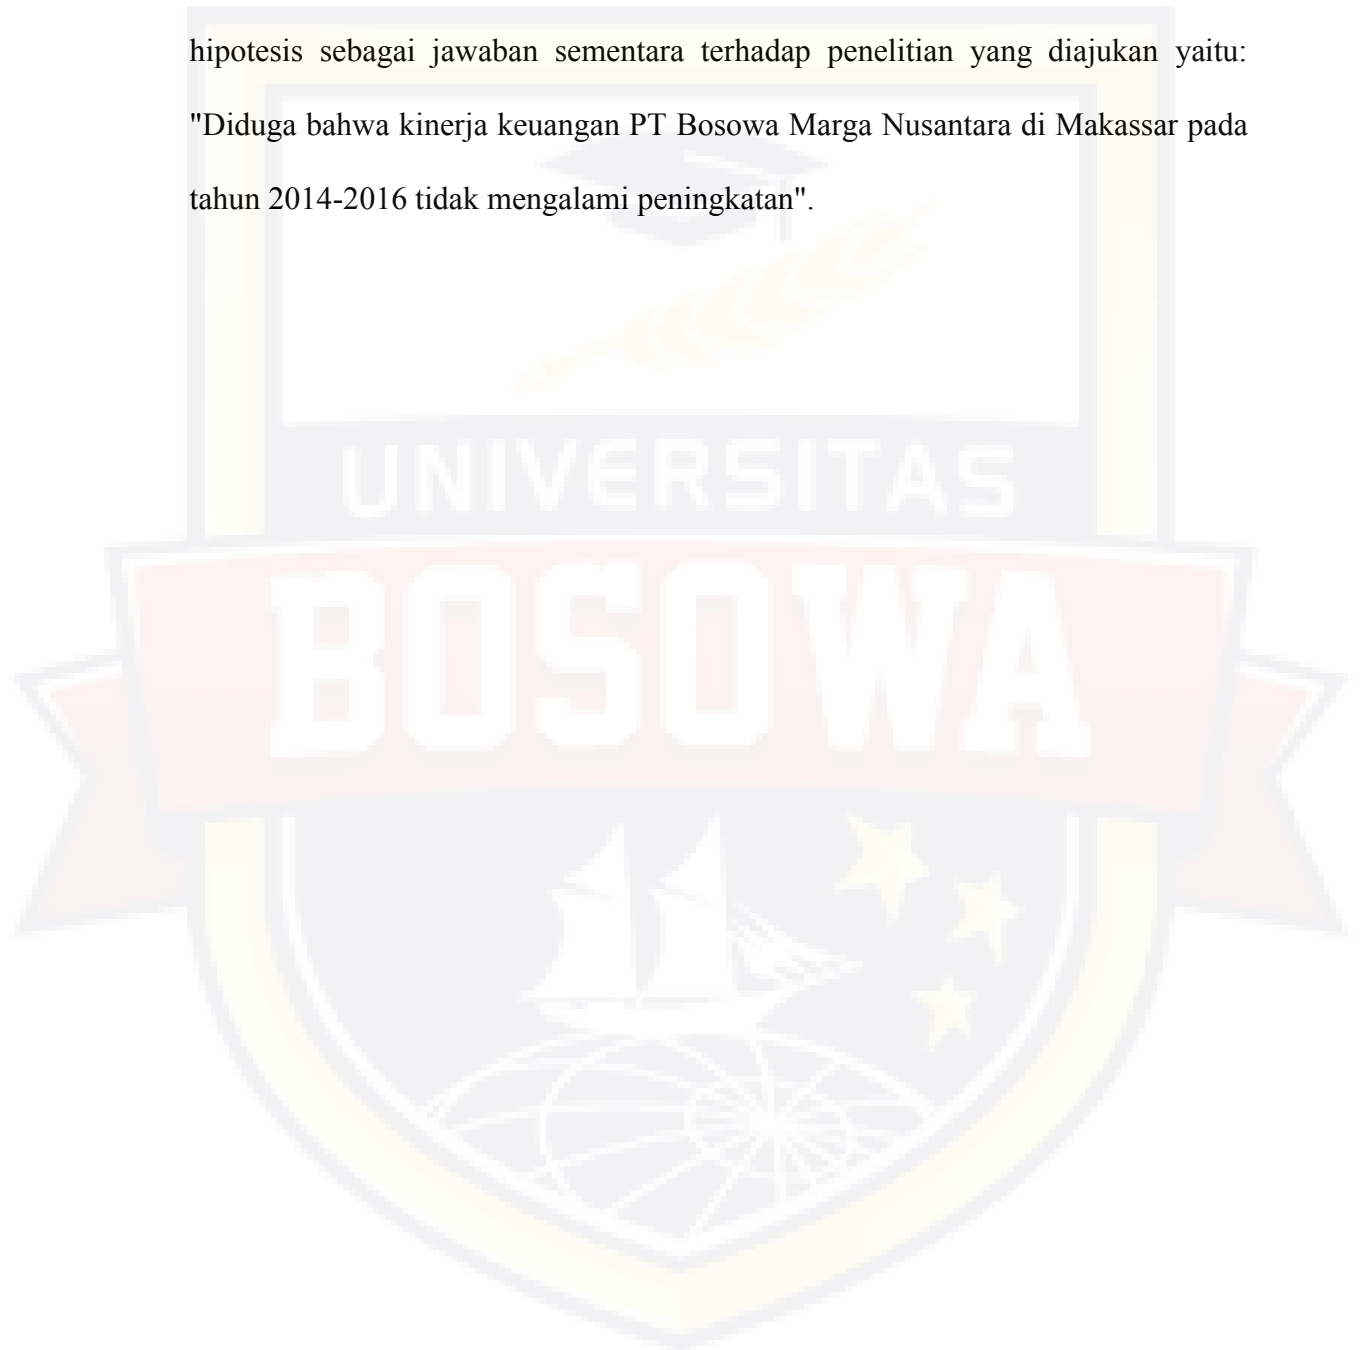 hipotesis sebagai jawaban sementara terhadap penelitian yang diajukan yaitu:
"Diduga bahwa kinerja keuangan PT Bosowa Marga Nusantara di Makassar pada
tahun 2014-2016 tidak mengalami peningkatan".
UNIVERSITAS
BOSOWA